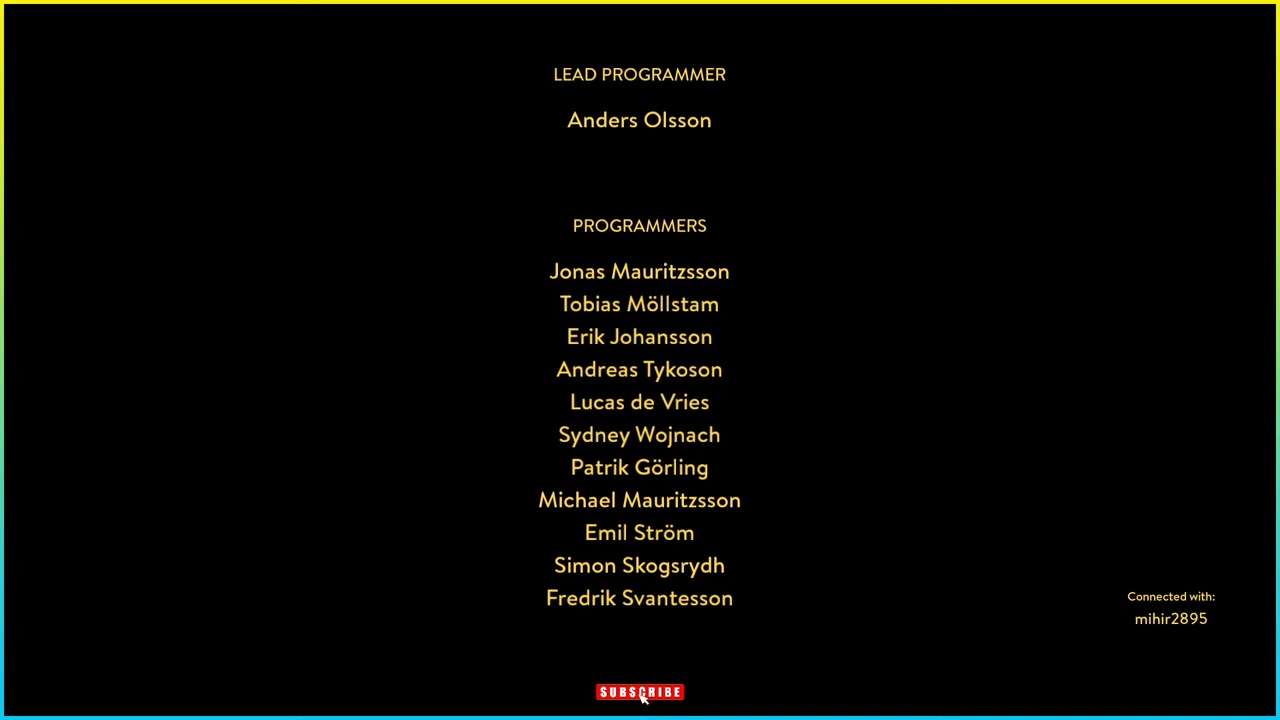 LEAD PROGRAMMER
Anders Olsson
PROGRAMMERS
Jonas Mauritzsson
Tobias Möllstam
Erik Johansson
Andreas Tykoson
Lucas de Vries
Sydney Wojnach
Patrik Görling
Michael Mauritzsson
Emil Ström
Simon Skogsrydh
Fredrik Svantesson
Connected with:
mihir2895
SUBSCRIBE